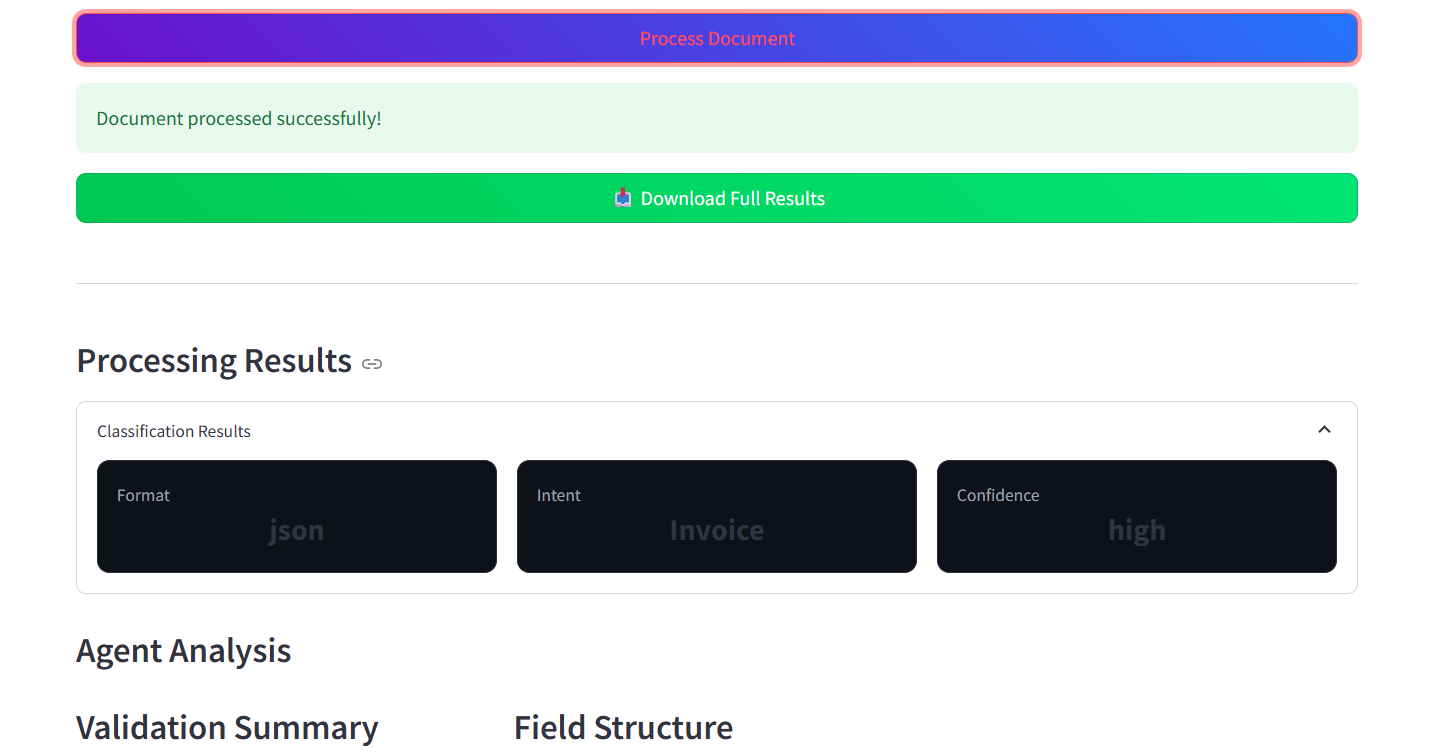 Process Document
Document processed successfully!
📥 Download Full Results
Processing Results
Classification Results
Format
json
Intent
Invoice
Confidence
high
Agent Analysis
Validation Summary
Field Structure